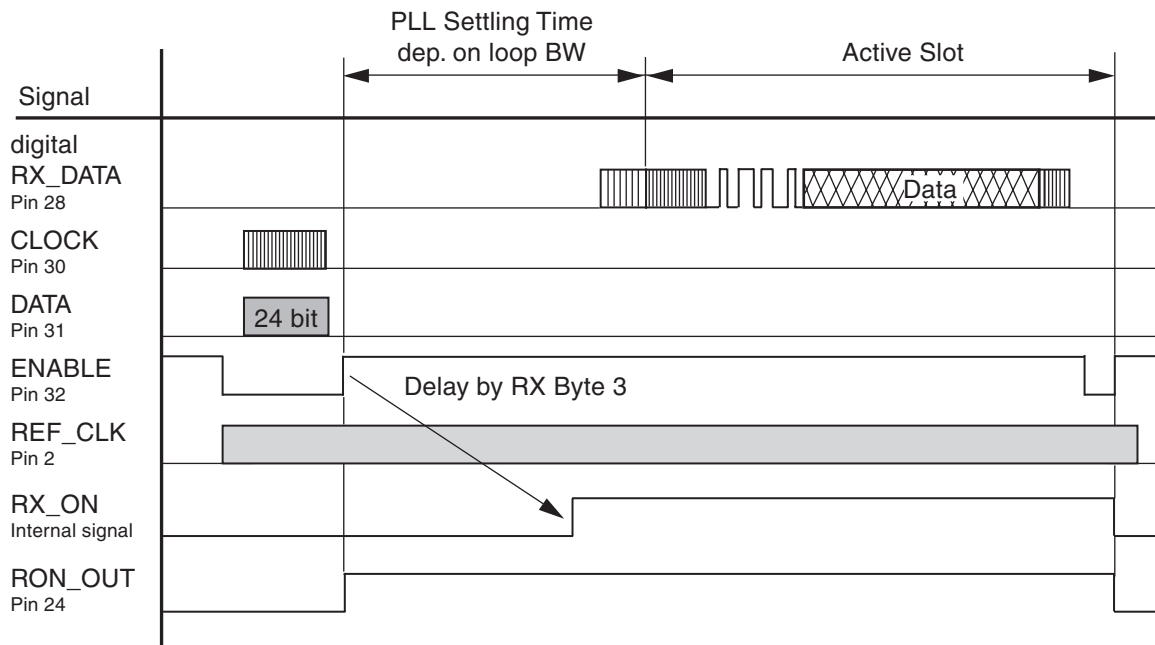 PLL Settling Time
dep. on loop BW
Active Slot
Signal
digital
RX_DATA
Pin 28
Data
CLOCK
Pin 30
DATA
Pin 31
24 bit
ENABLE
Pin 32
Delay by RX Byte 3
REF_CLK
Pin 2
RX_ON
Internal signal
RON_OUT
Pin 24